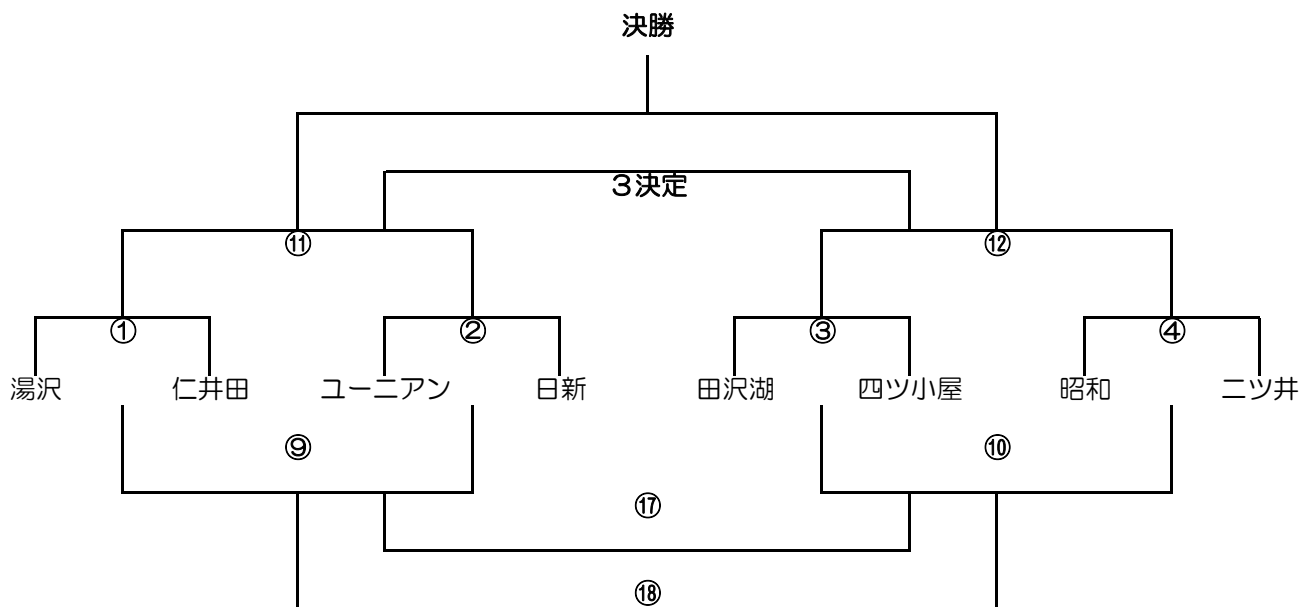 決勝
３決定
⑪ ⑫
① ② ③ ④
湯沢 仁井田 ユーニアン 日新 田沢湖 四ツ小屋 昭和 二ツ井
⑨ ⑩
⑰
⑱